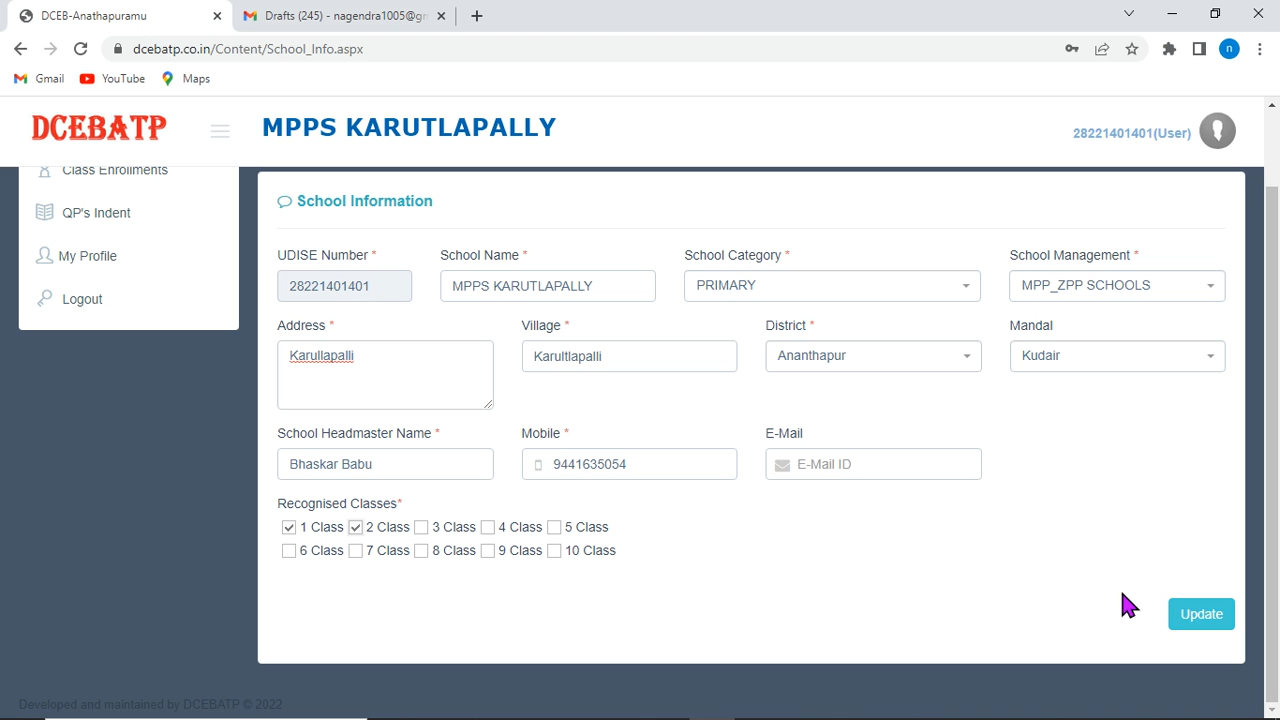 DCEB-Anathapuramu
Drafts (245) - nagendra1005@gm
dcebatp.co.in/Content/School_Info.aspx
n
Gmail YouTube Maps
DCEBATP
MPPS KARUTLAPALLY
28221401401(User)
Class Enrollments
QP's Indent
My Profile
Logout
School Information
UDISE Number * School Name * School Category * School Management *
28221401401 MPPS KARUTLAPALLY PRIMARY MPP_ZPP SCHOOLS
Address * Village * District * Mandal
Karullapalli Karultlapalli Ananthapur Kudair
School Headmaster Name * Mobile * E-Mail
Bhaskar Babu 9441635054 E-Mail ID
Recognised Classes*
1 Class 2 Class 3 Class 4 Class 5 Class
6 Class 7 Class 8 Class 9 Class 10 Class
Update
Developed and maintained by DCEBATP © 2022